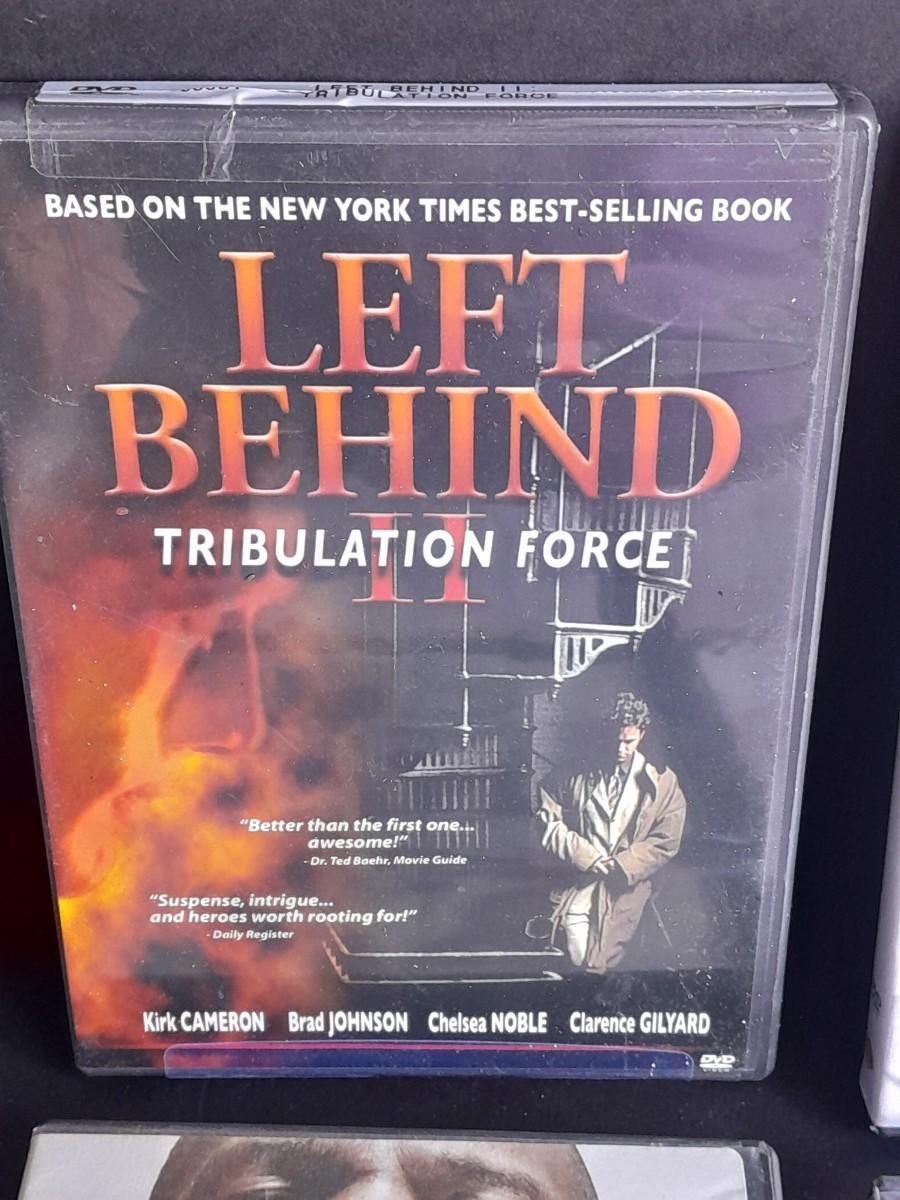 DVD LEFT BEHIND II:
TRIBULATION FORCE
BASED ON THE NEW YORK TIMES BEST-SELLING BOOK
LEFT
BEHIND
II
TRIBULATION FORCE
“Better than the first one...
awesome!”
- Dr. Ted Baehr, Movie Guide
“Suspense, intrigue...
and heroes worth rooting for!”
- Daily Register
Kirk CAMERON Brad JOHNSON Chelsea NOBLE Clarence GILYARD
DVD
VIDEO